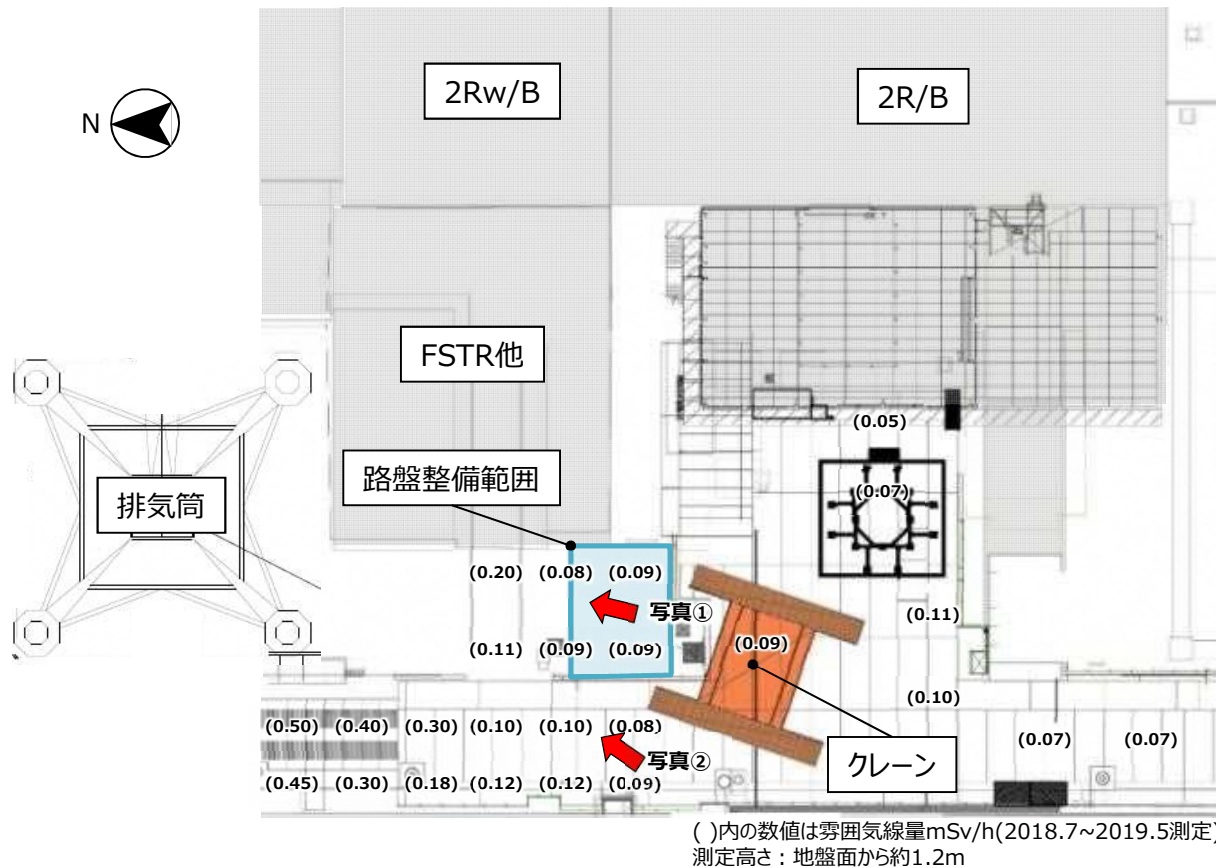 2Rw/B
2R/B
N
FSTR他
(0.05)
路盤整備範囲
排気筒
(0.07)
(0.20) (0.08) (0.09)
写真①
(0.11)
(0.11) (0.09) (0.09)
(0.09)
(0.10)
(0.50) (0.40) (0.30) (0.10) (0.10) (0.08)
(0.07) (0.07)
写真②
クレーン
(0.45) (0.30) (0.18) (0.12) (0.12) (0.09)
( )内の数値は雰囲気線量mSv/h(2018.7~2019.5測定)
測定高さ：地盤面から約1.2m